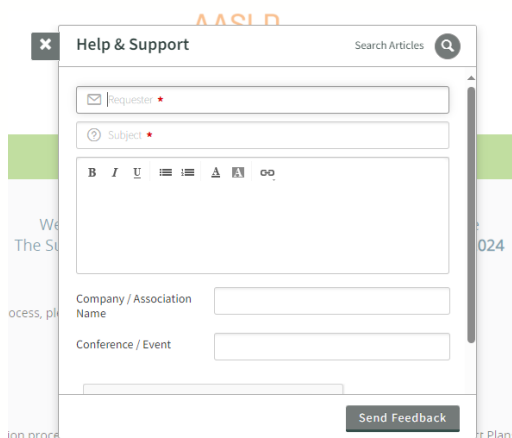 AASLD
Help & Support
Search Articles
Requester *
Subject *
B I U A A
We
The Su
024
ocess, pl
Company / Association
Name
Conference / Event
Send Feedback
ion proce
rt Plan